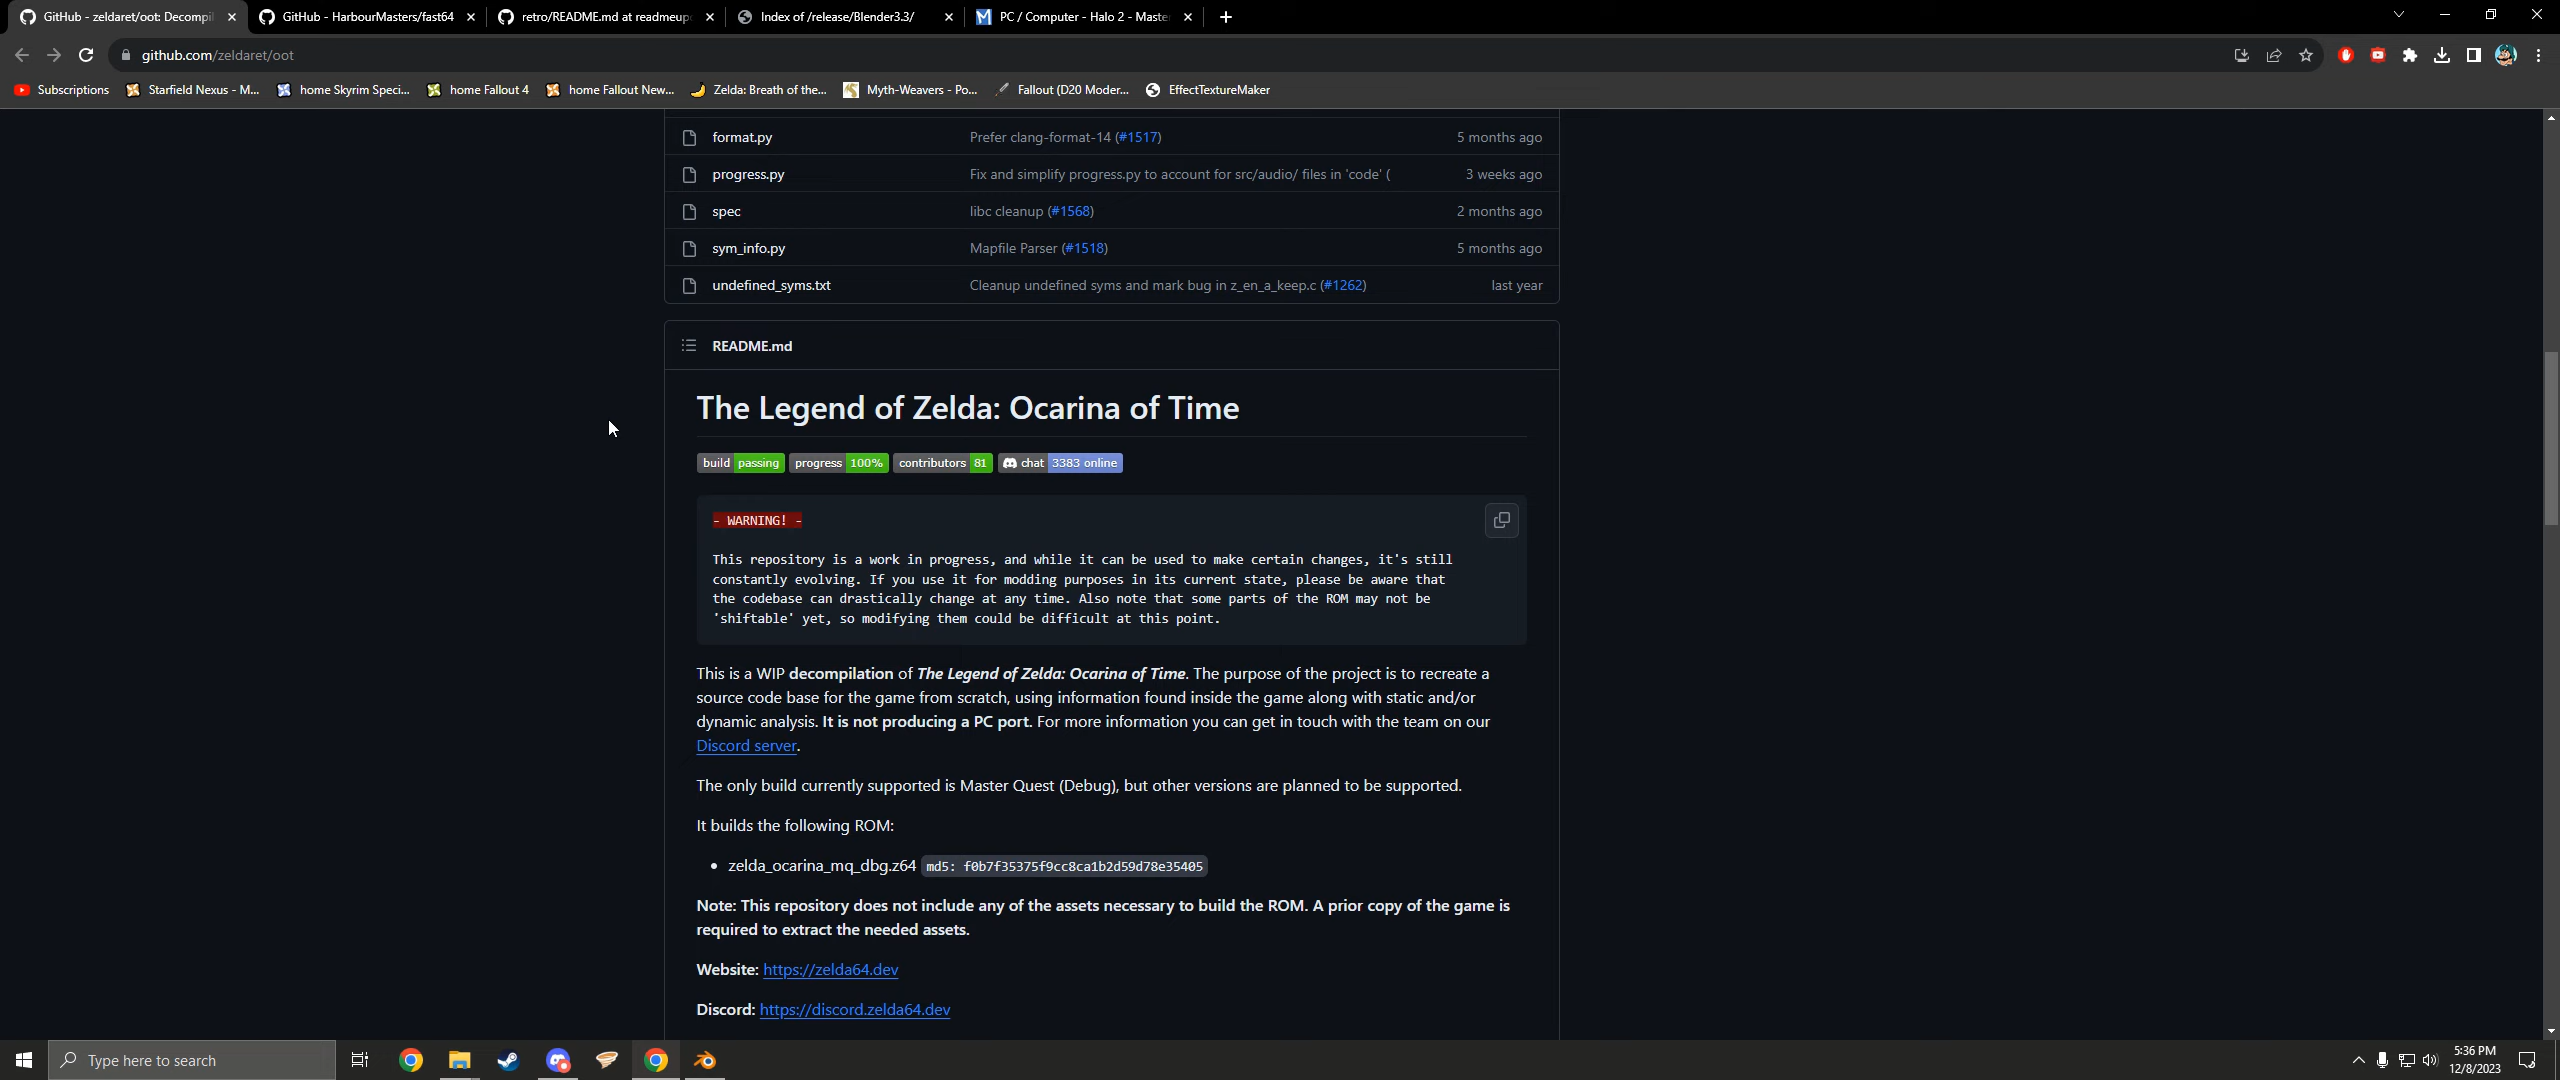 GitHub - zeldaret/oot: Decompil
GitHub - HarbourMasters/fast64
retro/README.md at readmeup
Index of /release/Blender3.3/
PC / Computer - Halo 2 - Maste
github.com/zeldaret/oot
Subscriptions
Starfield Nexus - M...
home Skyrim Speci...
home Fallout 4
home Fallout New...
Zelda: Breath of the...
Myth-Weavers - Po...
Fallout (D20 Moder...
EffectTextureMaker
format.py Prefer clang-format-14 (#1517) 5 months ago
progress.py Fix and simplify progress.py to account for src/audio/ files in 'code' ( 3 weeks ago
spec libc cleanup (#1568) 2 months ago
sym_info.py Mapfile Parser (#1518) 5 months ago
undefined_syms.txt Cleanup undefined syms and mark bug in z_en_a_keep.c (#1262) last year
README.md
The Legend of Zelda: Ocarina of Time
build passing progress 100% contributors 81 chat 3383 online
- WARNING! -
This repository is a work in progress, and while it can be used to make certain changes, it's still
constantly evolving. If you use it for modding purposes in its current state, please be aware that
the codebase can drastically change at any time. Also note that some parts of the ROM may not be
'shiftable' yet, so modifying them could be difficult at this point.
This is a WIP decompilation of The Legend of Zelda: Ocarina of Time. The purpose of the project is to recreate a
source code base for the game from scratch, using information found inside the game along with static and/or
dynamic analysis. It is not producing a PC port. For more information you can get in touch with the team on our
Discord server.
The only build currently supported is Master Quest (Debug), but other versions are planned to be supported.
It builds the following ROM:
• zelda_ocarina_mq_dbg.z64 md5: f0b7f35375f9cc8ca1b2d59d78e35405
Note: This repository does not include any of the assets necessary to build the ROM. A prior copy of the game is
required to extract the needed assets.
Website: https://zelda64.dev
Discord: https://discord.zelda64.dev
Type here to search
5:36 PM
12/8/2023